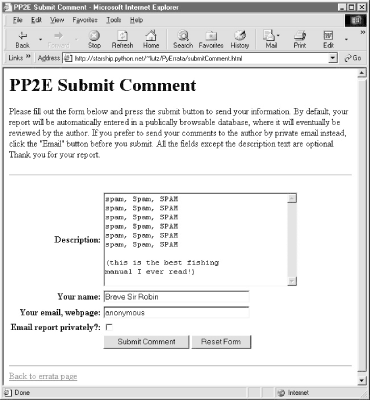 PP2E Submit Comment - Microsoft Internet Explorer
File Edit View Favorites Tools Help
Back Forward Stop Refresh Home Search Favorites History Mail Print Edit
Links Address http://starship.python.net/~lutz/PyErrata/submitComment.html Go
PP2E Submit Comment
Please fill out the form below and press the submit button to send your information. By default, your
report will be automatically entered in a publically browsable database, where it will eventually be
reviewed by the author. If you prefer to send your comments to the author by private email instead,
click the "Email" button before you submit. All the fields except the description text are optional.
Thank you for your report.
Description:
spam, Spam, SPAM
spam, Spam, SPAM
spam, Spam, SPAM
spam, Spam, SPAM
spam, Spam, SPAM
spam, Spam, SPAM
(this is the best fishing
manual I ever read!)
Your name: Brave Sir Robin
Your email, webpage: anonymous
Email report privately?:
Submit Comment Reset Form
Back to errata page
Done Internet